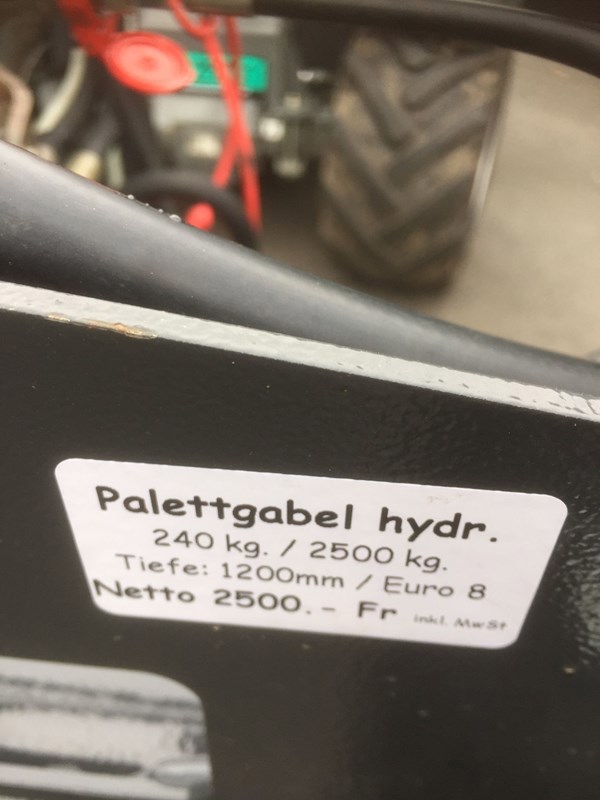 Palettgabel hydr.
240 kg. / 2500 kg.
Tiefe: 1200mm / Euro 8
Netto 2500.- Fr inkl. MwSt